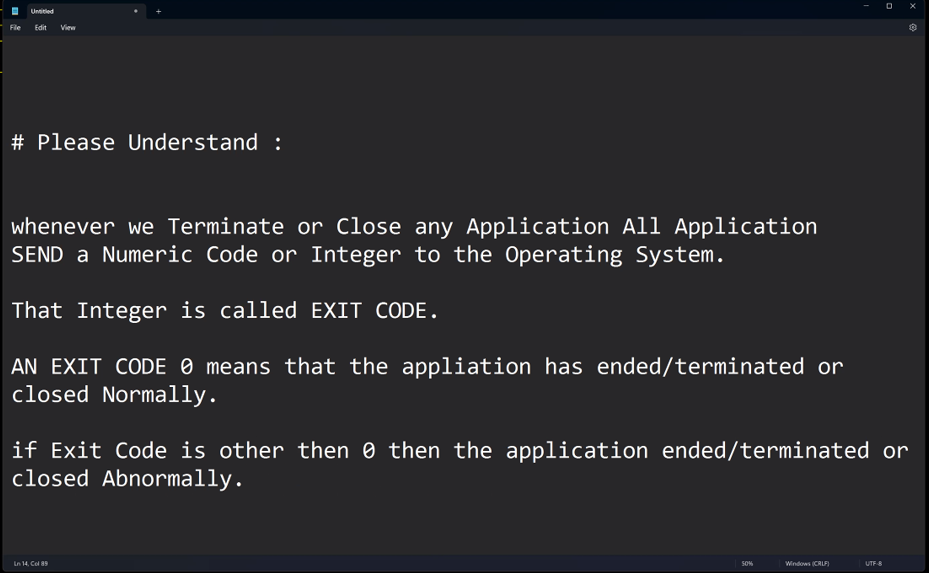 Untitled
File Edit View
# Please Understand :
whenever we Terminate or Close any Application All Application
SEND a Numeric Code or Integer to the Operating System.
That Integer is called EXIT CODE.
AN EXIT CODE 0 means that the appliation has ended/terminated or
closed Normally.
if Exit Code is other then 0 then the application ended/terminated or
closed Abnormally.
Ln 14, Col 89 50% Windows (CRLF) UTF-8